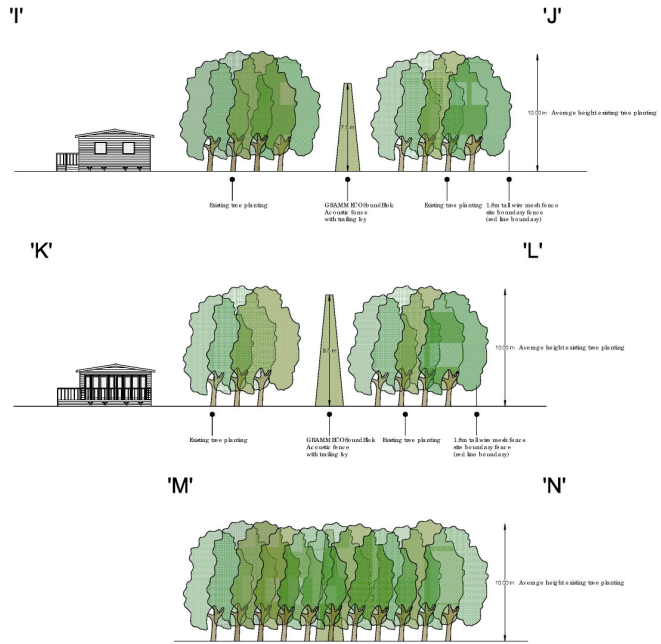 'I' 'J'
10.00 m Average height existing tree planting
Existing tree planting
GRAMM ECOSoundBlok
Acoustic fence
with trailing Ivy
Existing tree planting
1.8m tall wire mesh fence
site boundary fence
(red line boundary)
'K' 'L'
10.00 m Average height existing tree planting
Existing tree planting
GRAMM ECOSoundBlok
Acoustic fence
with trailing Ivy
Existing tree planting
1.8m tall wire mesh fence
site boundary fence
(red line boundary)
'M' 'N'
10.00 m Average height existing tree planting